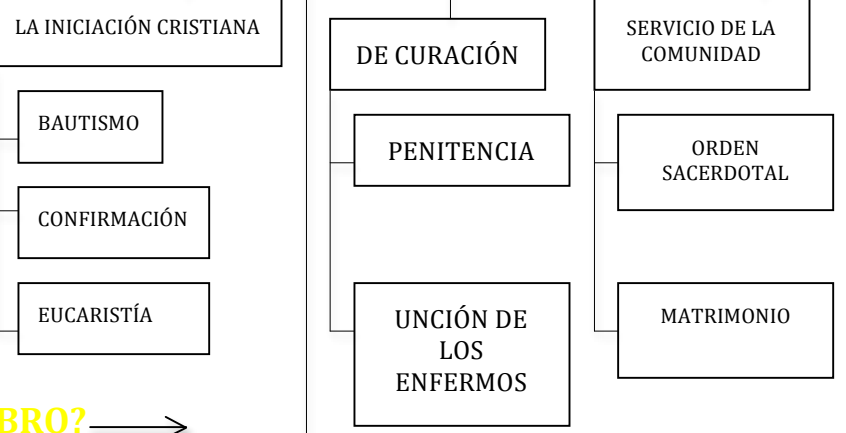 LA INICIACIÓN CRISTIANA
BAUTISMO
CONFIRMACIÓN
EUCARISTÍA
DE CURACIÓN
PENITENCIA
UNCIÓN DE
LOS
ENFERMOS
SERVICIO DE LA
COMUNIDAD
ORDEN
SACERDOTAL
MATRIMONIO
BRO?